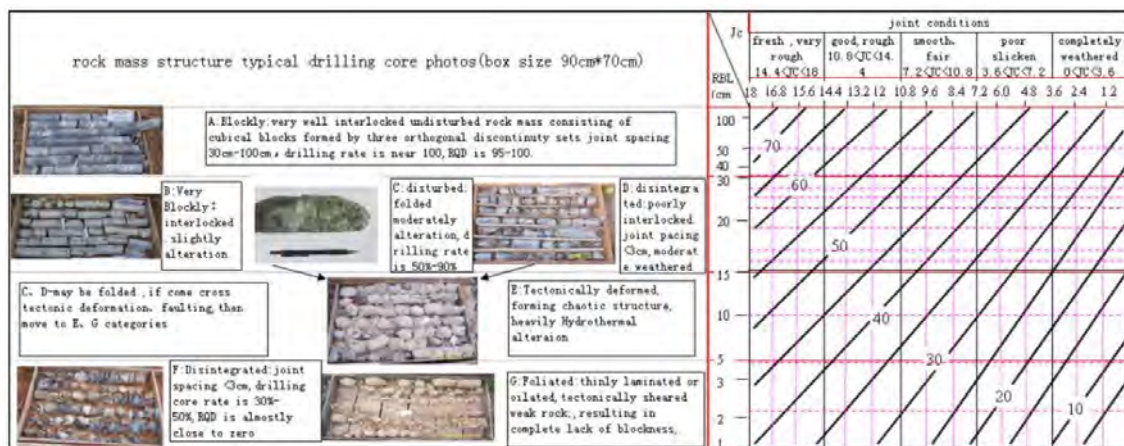 rock mass structure typical drilling core photos(box size 90cm*70cm)
A:Blockly:very well interlocked undisturbed rock mass consisting of
cubical blocks formed by three orthogonal discontinuity sets joint spacing
30cm-100cm, drilling rate is near 100,RQD is 95-100.
B:Very
Blockly:
interlocked
slightly
alteration
C:disturbed:
folded
moderately
alteration, d
rilling rate
is 50%-90%
D:disintegra
ted:poorly
interlocked.
joint pacing
<3cm, moderat
e weathered
C、D-may be folded ,if come cross
tectonic deformation、faulting, then
move to E、G categories
E:Tectonically deformed,
forming chaotic structure,
heavily Hydrothermal
alteraion
F:Disintegrated:joint
spacing <3cm, drilling
core rate is 30%-
50%,RQD is almostly
close to zero
G:Foliated:thinly laminated or
oilated, tectonically sheared
weak rock;, resulting in
complete lack of blockness,
Jc
RBL
/cm
joint conditions
fresh ,very
rough
14.4<JC<18
good, rough
10.8<JC<14.
4
smooth、
fair
7.2<JC<10.8
poor
slicken
3.6<JC<7.2
completely
weathered
0<JC<3.6
18 16.8 15.6 14.4 13.2 12 10.8 9.6 8.4 7.2 6.0 4.8 3.6 2.4 1.2
100
50
40
30
20
15
10
5
3
2
1
70
60
50
40
30
20
10